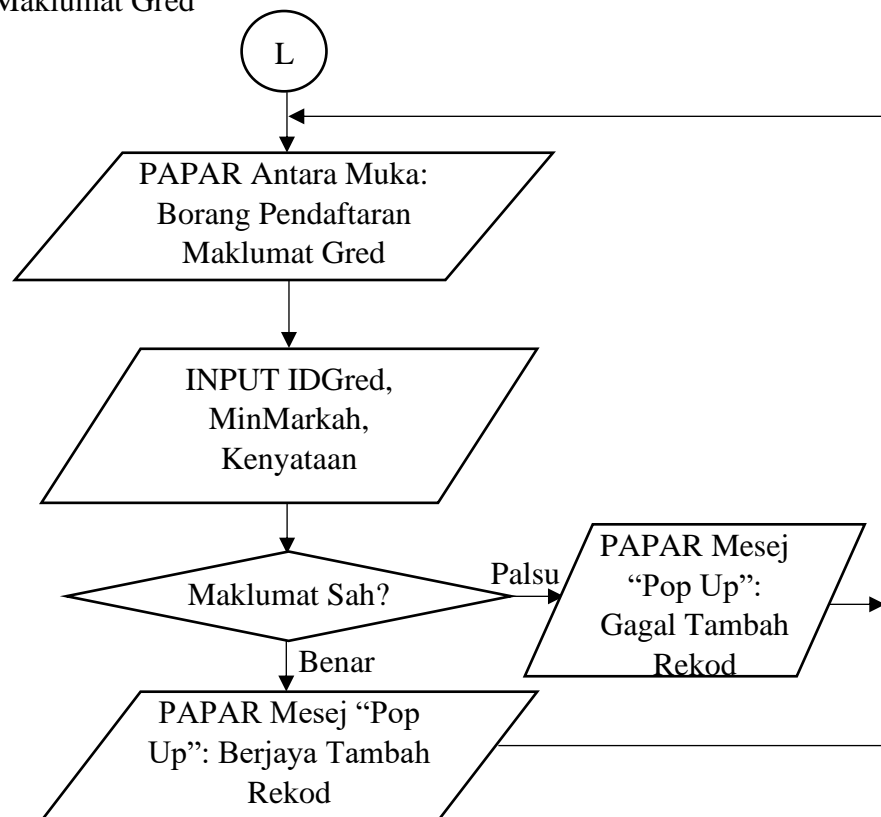 Maklumat Gred
L
PAPAR Antara Muka:
Borang Pendaftaran
Maklumat Gred
INPUT IDGred,
MinMarkah,
Kenyataan
Maklumat Sah?
Palsu
PAPAR Mesej
“Pop Up”:
Gagal Tambah
Rekod
Benar
PAPAR Mesej “Pop
Up”: Berjaya Tambah
Rekod